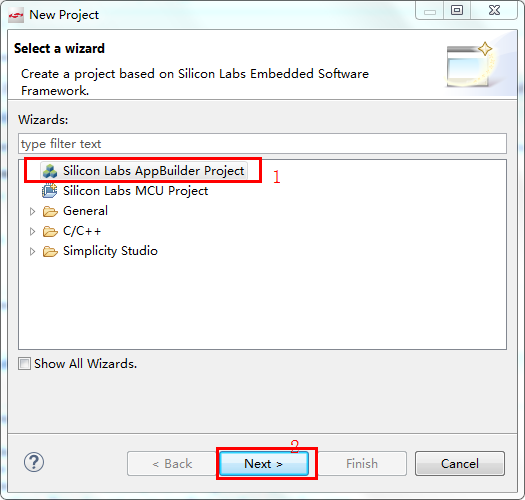 New Project
Select a wizard
Create a project based on Silicon Labs Embedded Software
Framework.
Wizards:
type filter text
Silicon Labs AppBuilder Project
1
Silicon Labs MCU Project
General
C/C++
Simplicity Studio
Show All Wizards.
2
?
< Back
Next >
Finish
Cancel